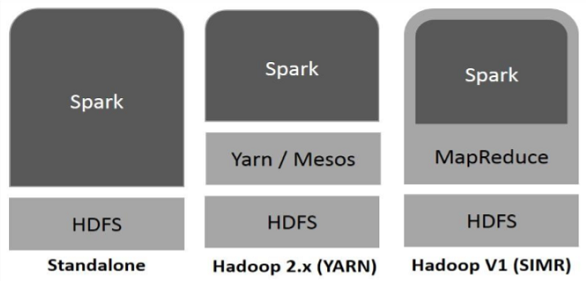 Spark
HDFS
Standalone
Spark
Yarn / Mesos
HDFS
Hadoop 2.x (YARN)
Spark
MapReduce
HDFS
Hadoop V1 (SIMR)